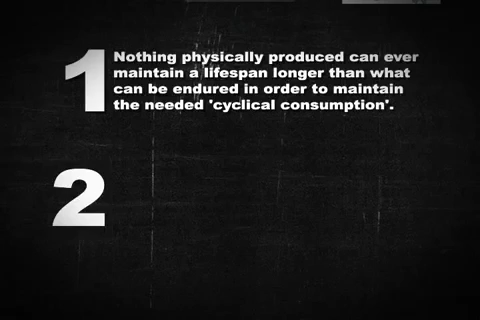 1
Nothing physically produced can ever
maintain a lifespan longer than what
can be endured in order to maintain
the needed 'cyclical consumption'.
2